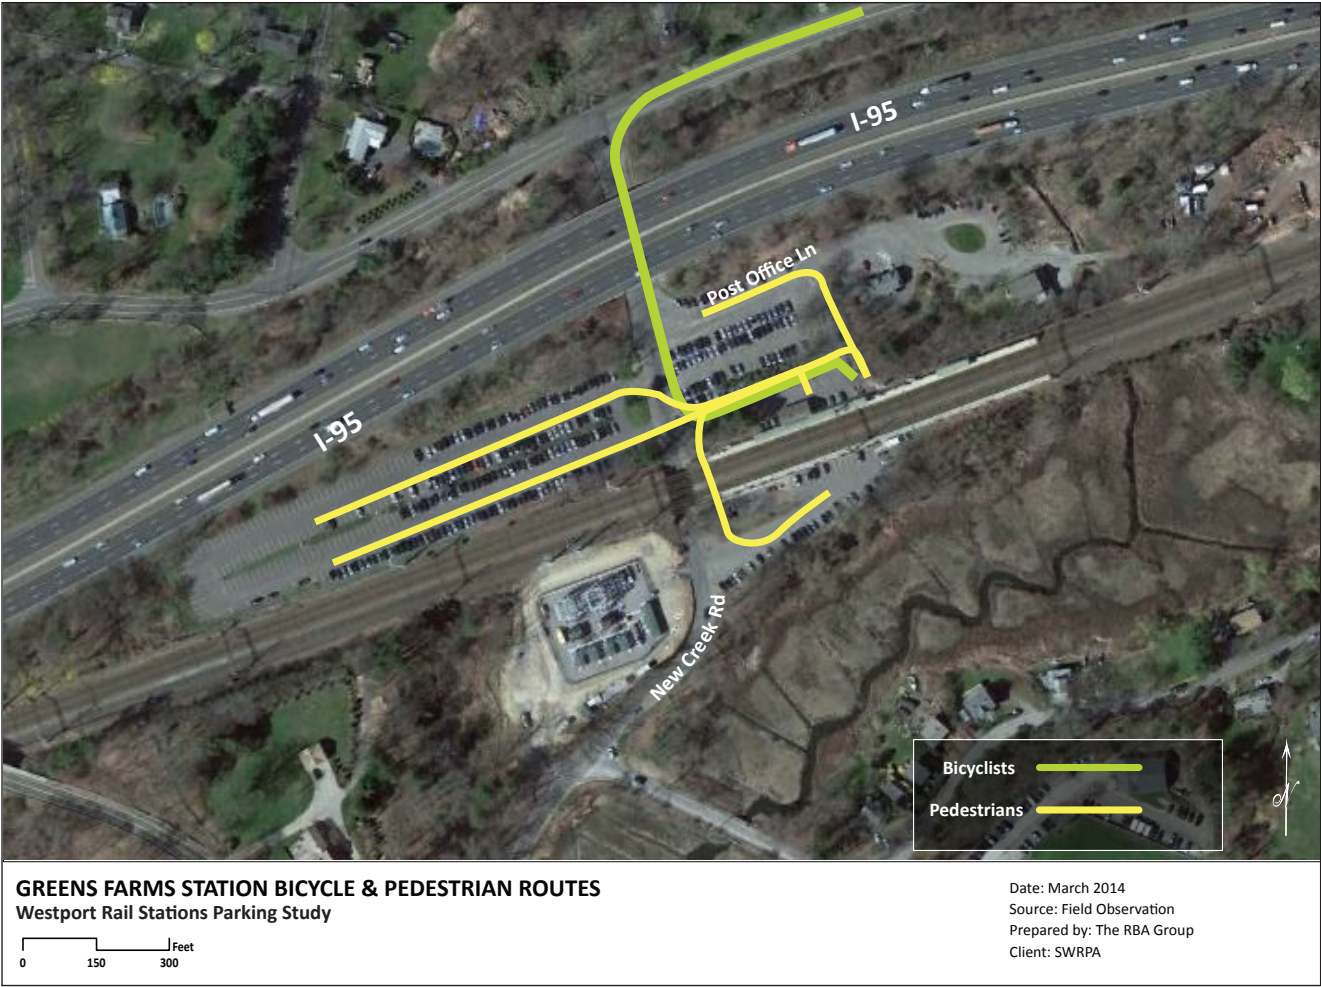 I-95
Post Office Ln
I-95
New Creek Rd
Bicyclists
Pedestrians
N
GREENS FARMS STATION BICYCLE & PEDESTRIAN ROUTES
Westport Rail Stations Parking Study
Feet
0 150 300
Date: March 2014
Source: Field Observation
Prepared by: The RBA Group
Client: SWRPA